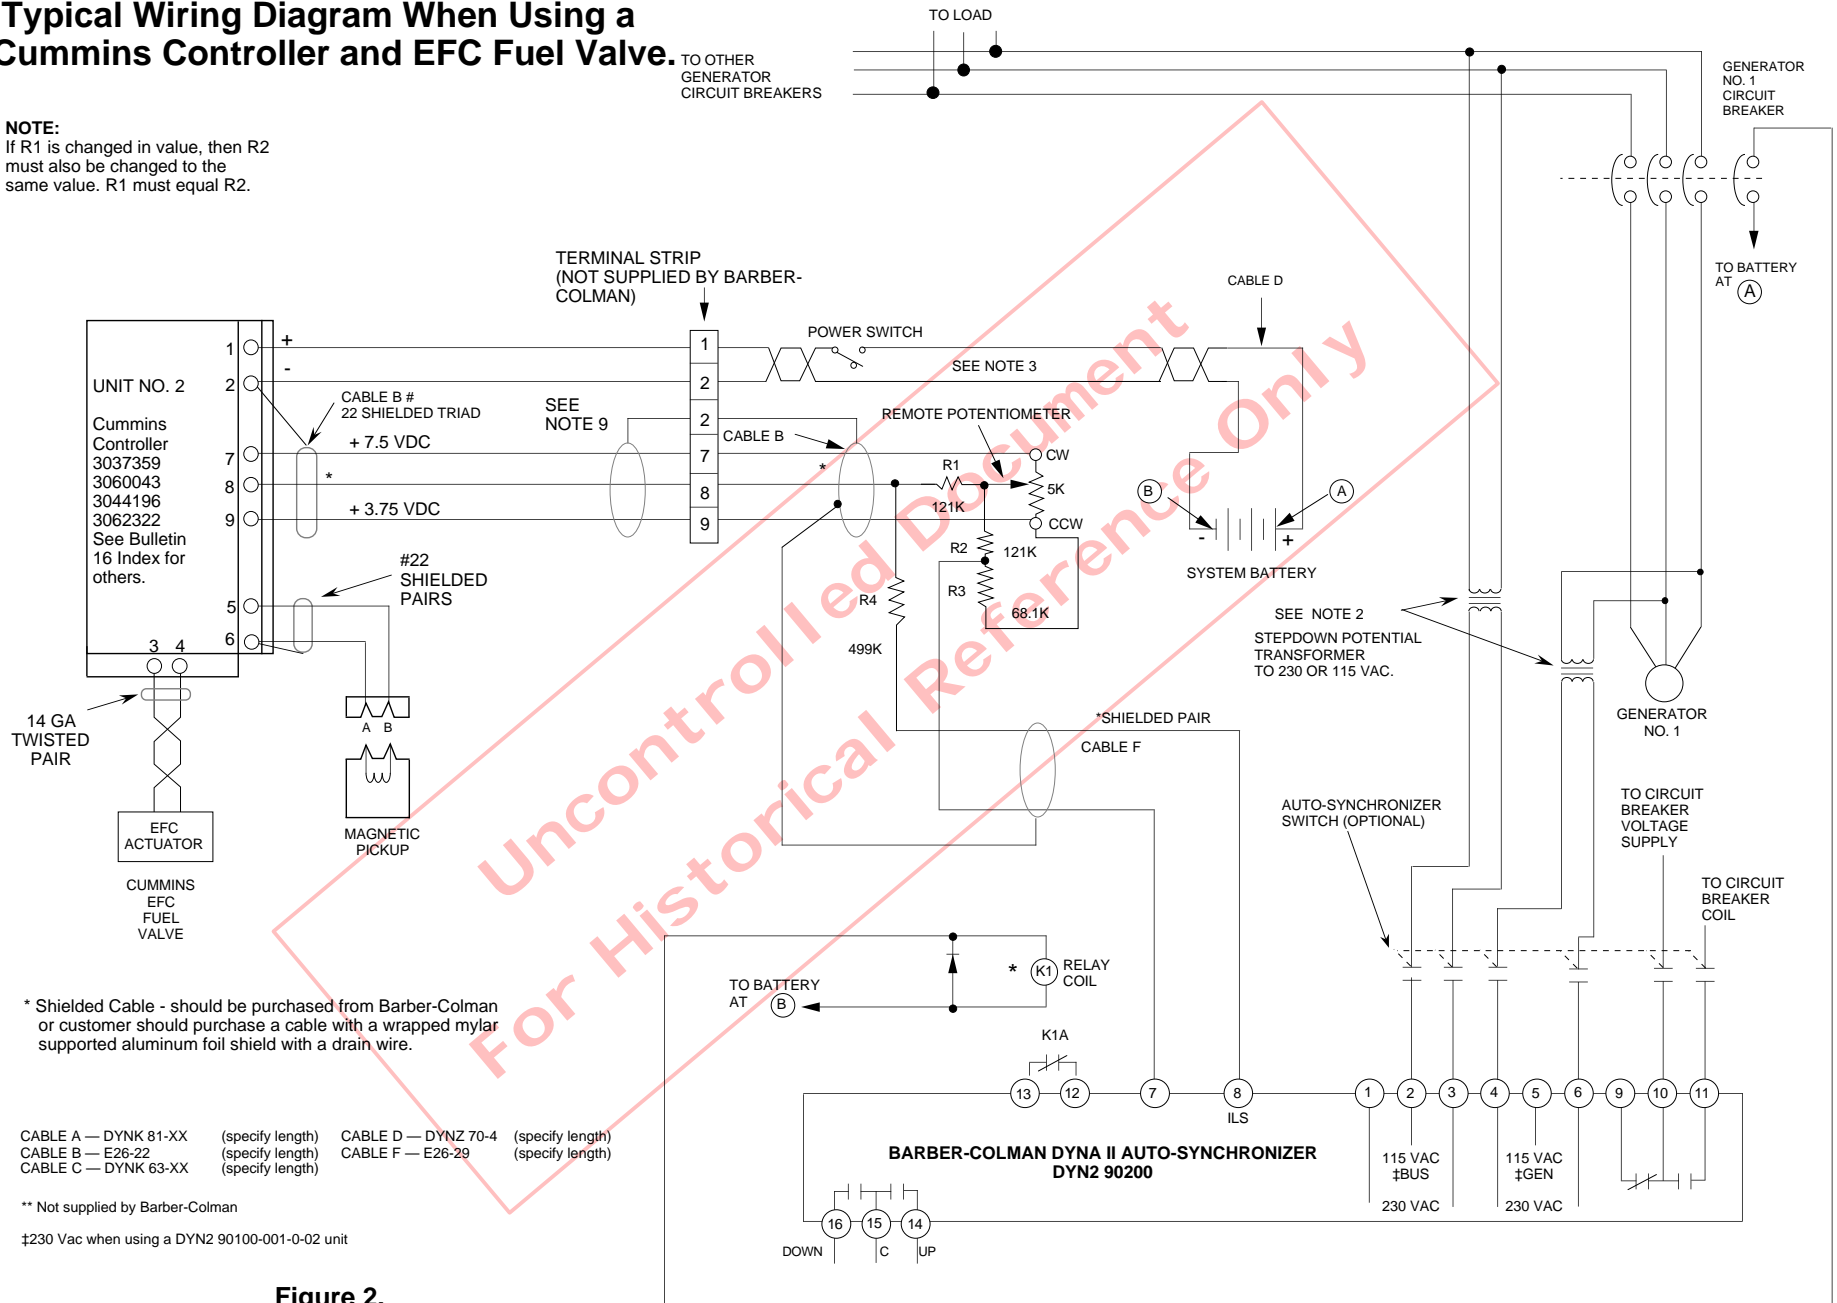 Typical Wiring Diagram When Using a
Cummins Controller and EFC Fuel Valve.
NOTE:
If R1 is changed in value, then R2
must also be changed to the
same value. R1 must equal R2.
TO LOAD
TO OTHER
GENERATOR
CIRCUIT BREAKERS
GENERATOR
NO. 1
CIRCUIT
BREAKER
TO BATTERY
AT A
TERMINAL STRIP
(NOT SUPPLIED BY BARBER-
COLMAN)
UNIT NO. 2
Cummins
Controller
3037359
3060043
3044196
3062322
See Bulletin
16 Index for
others.
1
2
7
8
9
5
6
3 4
+
-
CABLE B #
22 SHIELDED TRIAD
+ 7.5 VDC
*
+ 3.75 VDC
#22
SHIELDED
PAIRS
SEE
NOTE 9
1
2
2
7
8
9
POWER SWITCH
SEE NOTE 3
CABLE D
REMOTE POTENTIOMETER
CABLE B
*
R1
121K
CW
5K
CCW
R2
121K
R3
68.1K
R4
499K
B
A
- +
SYSTEM BATTERY
SEE NOTE 2
STEPDOWN POTENTIAL
TRANSFORMER
TO 230 OR 115 VAC.
GENERATOR
NO. 1
14 GA
TWISTED
PAIR
EFC
ACTUATOR
CUMMINS
EFC
FUEL
VALVE
A B
MAGNETIC
PICKUP
*SHIELDED PAIR
CABLE F
AUTO-SYNCHRONIZER
SWITCH (OPTIONAL)
TO CIRCUIT
BREAKER
VOLTAGE
SUPPLY
TO CIRCUIT
BREAKER
COIL
TO BATTERY
AT B
* K1 RELAY
COIL
K1A
* Shielded Cable - should be purchased from Barber-Colman
or customer should purchase a cable with a wrapped mylar
supported aluminum foil shield with a drain wire.
13 12 7 8 1 2 3 4 5 6 9 10 11
ILS
BARBER-COLMAN DYNA II AUTO-SYNCHRONIZER
DYN2 90200
115 VAC
‡BUS
230 VAC
115 VAC
‡GEN
230 VAC
16 15 14
DOWN C UP
CABLE A — DYNK 81-XX (specify length) CABLE D — DYNZ 70-4 (specify length)
CABLE B — E26-22 (specify length) CABLE F — E26-29 (specify length)
CABLE C — DYNK 63-XX (specify length)
** Not supplied by Barber-Colman
‡230 Vac when using a DYN2 90100-001-0-02 unit
Figure 2.
Uncontrolled Document
For Historical Reference Only